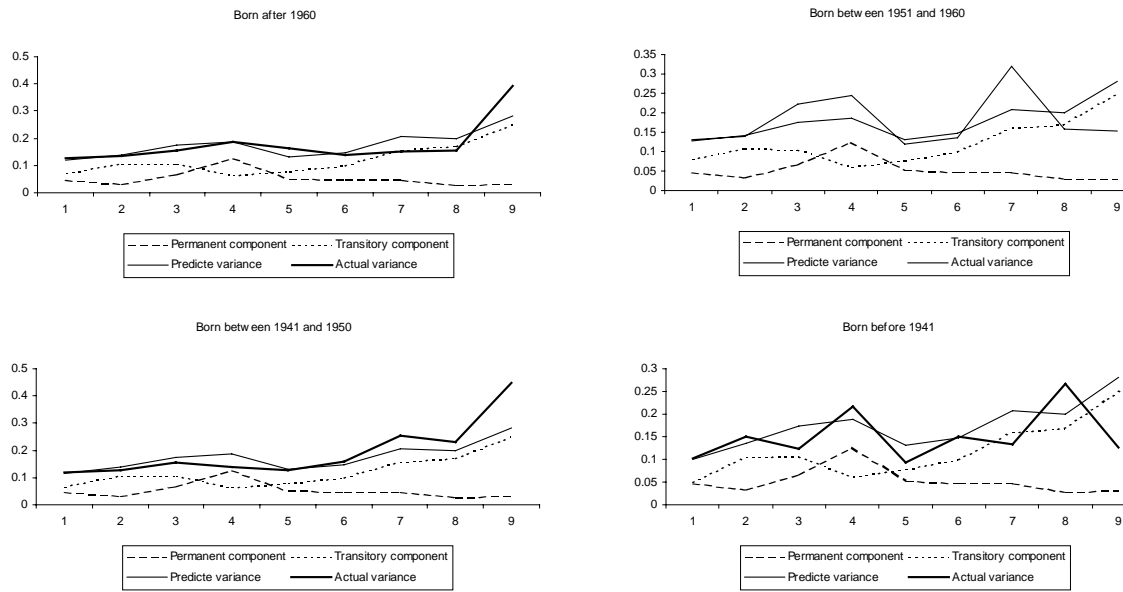 Born after 1960
0.5
0.4
0.3
0.2
0.1
0
1 2 3 4 5 6 7 8 9
Permanent component Transitory component
Predicte variance Actual variance
Born between 1951 and 1960
0.35
0.3
0.25
0.2
0.15
0.1
0.05
0
1 2 3 4 5 6 7 8 9
Permanent component Transitory component
Predicte variance Actual variance
Born between 1941 and 1950
0.5
0.4
0.3
0.2
0.1
0
1 2 3 4 5 6 7 8 9
Permanent component Transitory component
Predicte variance Actual variance
Born before 1941
0.3
0.25
0.2
0.15
0.1
0.05
0
1 2 3 4 5 6 7 8 9
Permanent component Transitory component
Predicte variance Actual variance